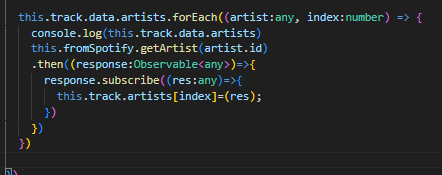 this.track.data.artists.forEach((artist:any, index:number) => {
console.log(this.track.data.artists)
this.fromSpotify.getArtist(artist.id)
.then((response:Observable<any>)=>{
response.subscribe((res:any)=>{
this.track.artists[index]=(res);
})
})
})
})